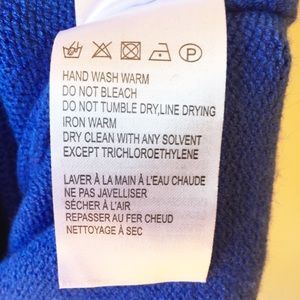 P
HAND WASH WARM
DO NOT BLEACH
DO NOT TUMBLE DRY,LINE DRYING
IRON WARM
DRY CLEAN WITH ANY SOLVENT
EXCEPT TRICHLOROETHYLENE
LAVER À LA MAIN À L'EAU CHAUDE
NE PAS JAVELLISER
SÉCHER À L'AIR
REPASSER AU FER CHEUD
NETTOYAGE À SEC